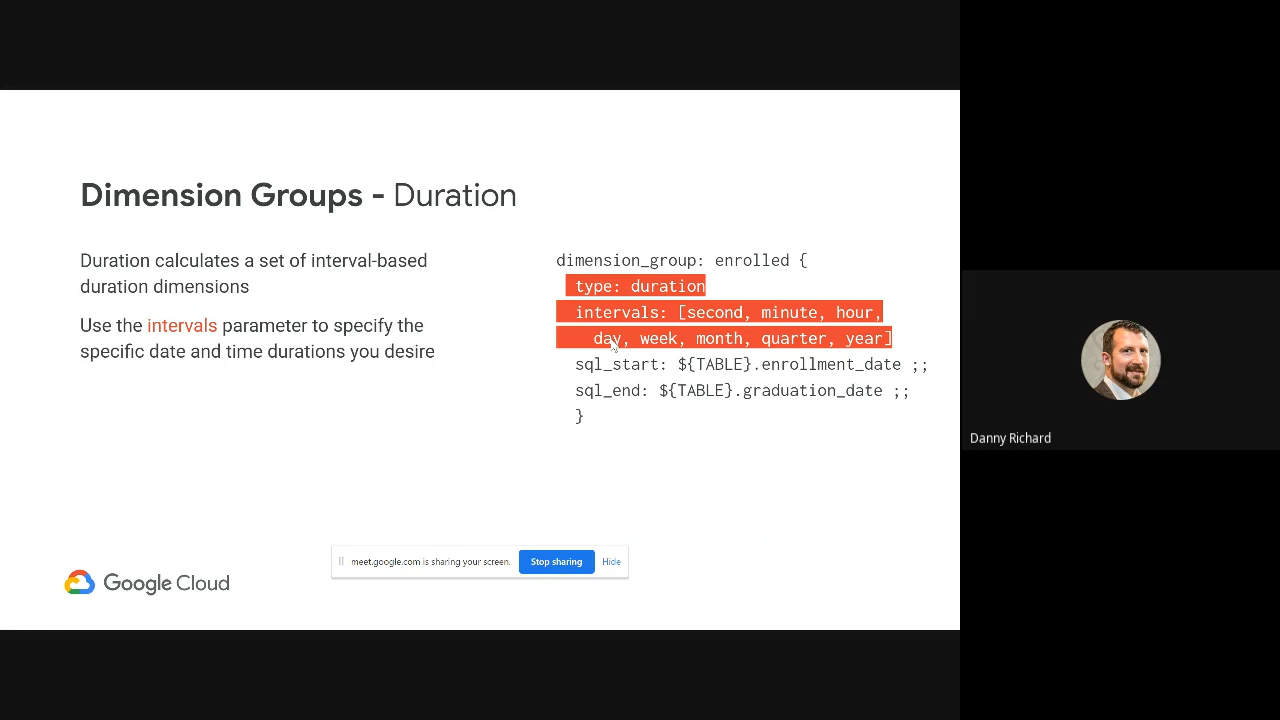 Dimension Groups - Duration
Duration calculates a set of interval-based
duration dimensions
Use the intervals parameter to specify the
specific date and time durations you desire
dimension_group: enrolled {
type: duration
intervals: [second, minute, hour,
day, week, month, quarter, year]
sql_start: ${TABLE}.enrollment_date ;;
sql_end: ${TABLE}.graduation_date ;;
}
Danny Richard
meet.google.com is sharing your screen. Stop sharing Hide
Google Cloud